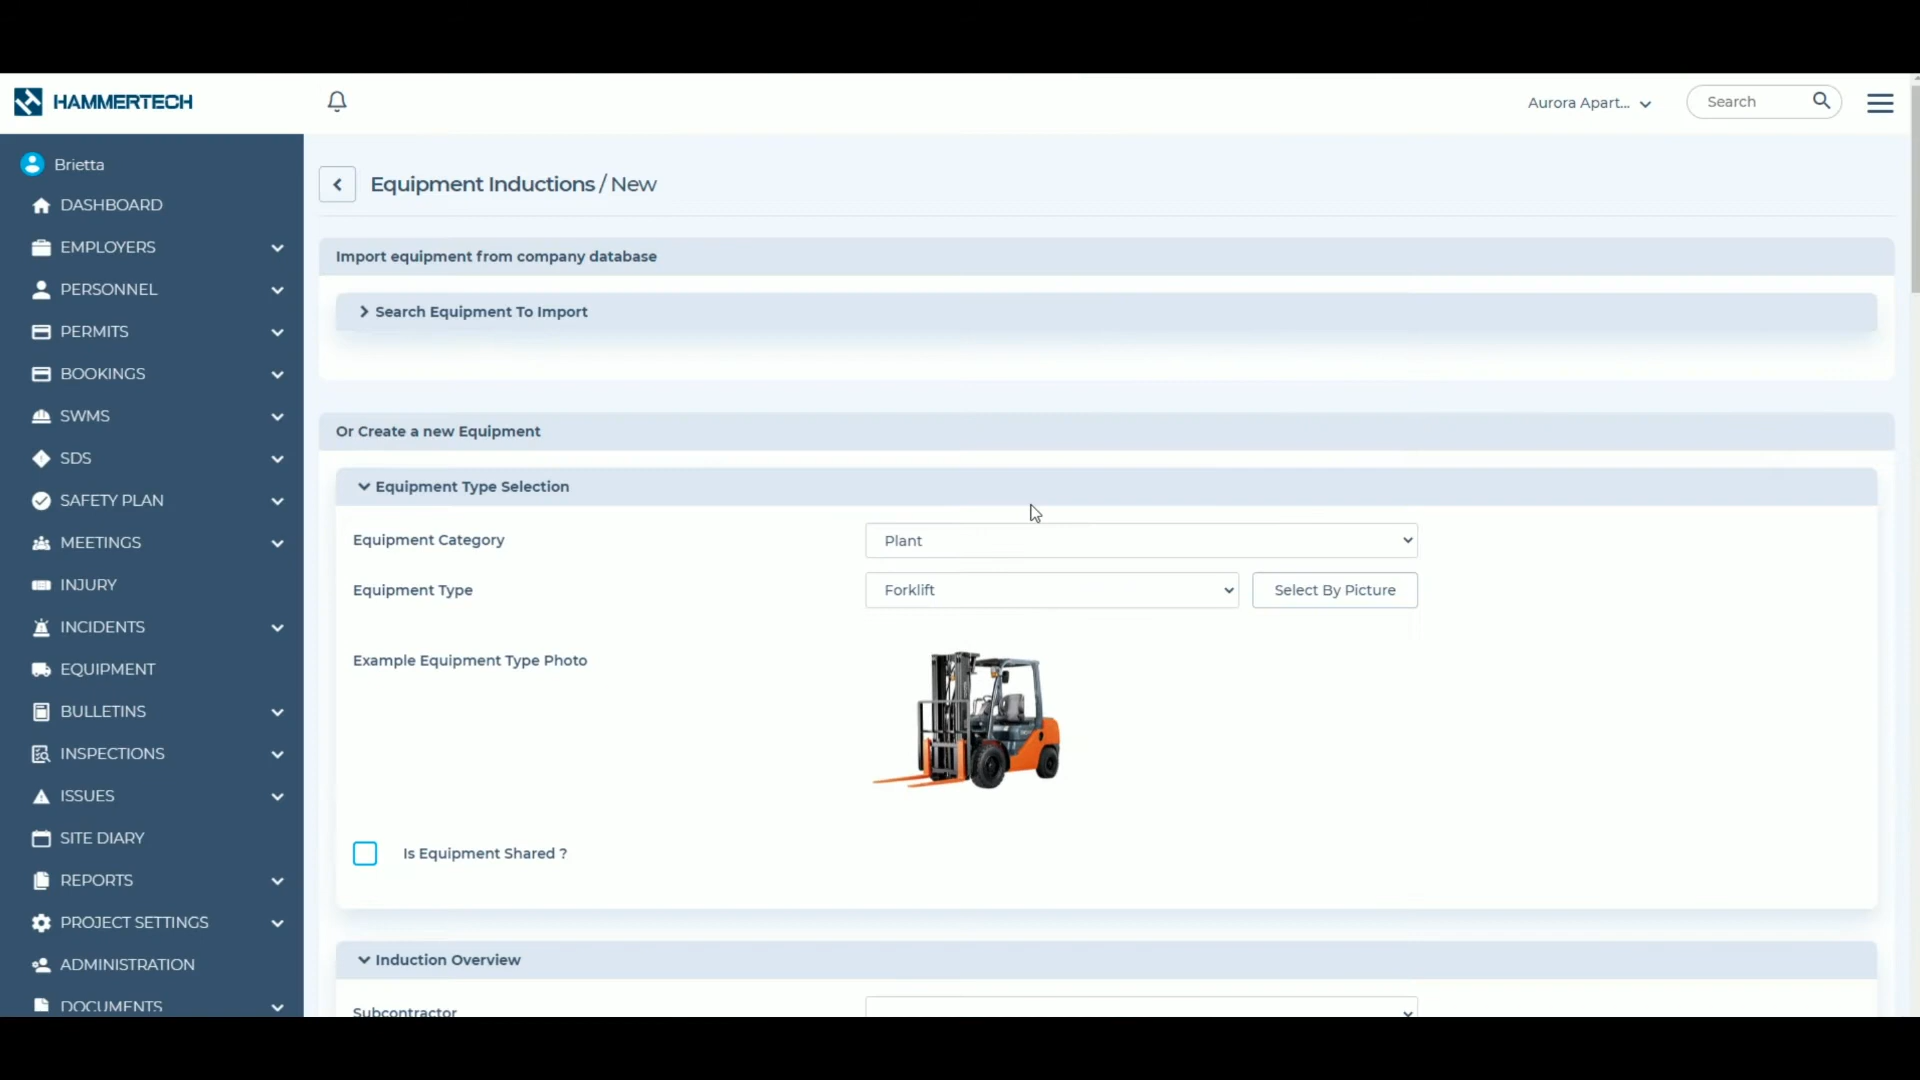 HAMMERTECH
Aurora Apart...
Search
Brietta
DASHBOARD
EMPLOYERS
PERSONNEL
PERMITS
BOOKINGS
SWMS
SDS
SAFETY PLAN
MEETINGS
INJURY
INCIDENTS
EQUIPMENT
BULLETINS
INSPECTIONS
ISSUES
SITE DIARY
REPORTS
PROJECT SETTINGS
ADMINISTRATION
DOCUMENTS
Equipment Inductions / New
Import equipment from company database
Search Equipment To Import
Or Create a new Equipment
Equipment Type Selection
Equipment Category
Plant
Equipment Type
Forklift
Select By Picture
Example Equipment Type Photo
Is Equipment Shared ?
Induction Overview
Subcontractor